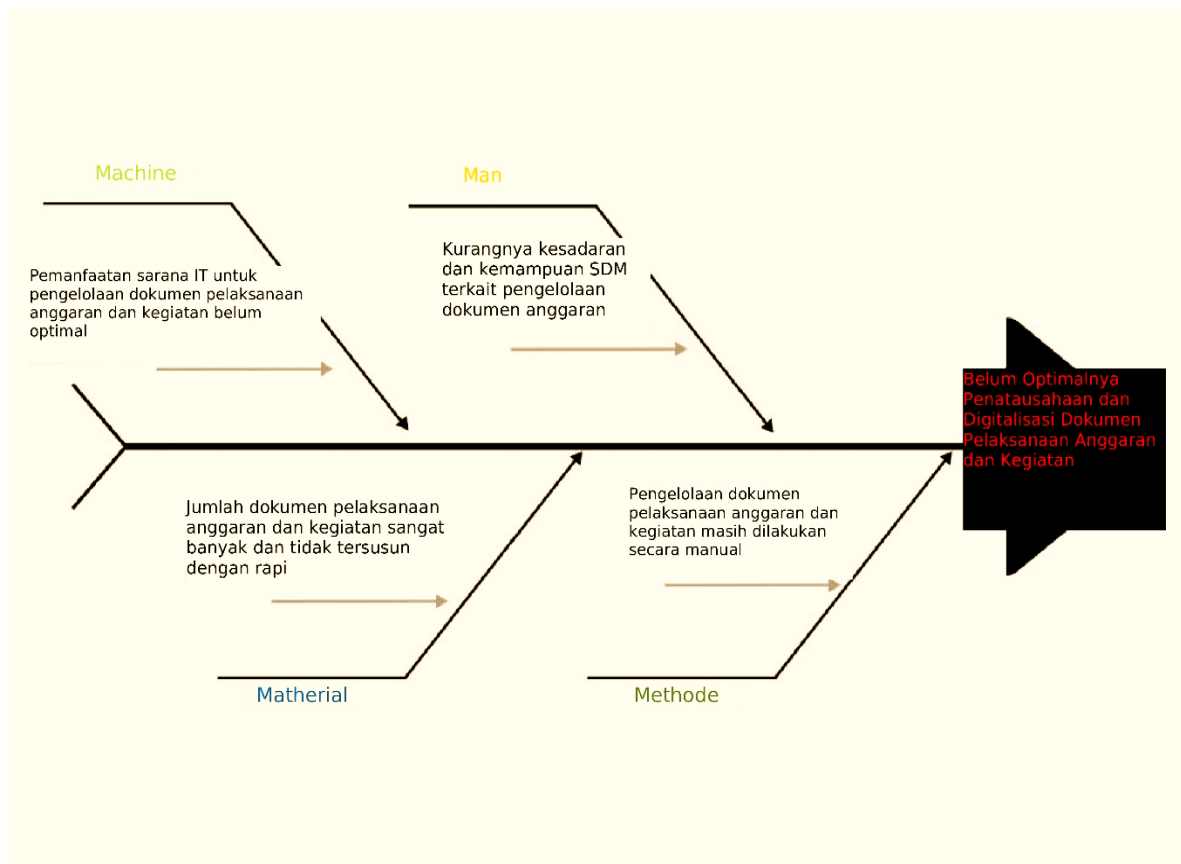 Machine
Man
Pemanfaatan sarana IT untuk
pengelolaan dokumen pelaksanaan
anggaran dan kegiatan belum
optimal
Kurangnya kesadaran
dan kemampuan SDM
terkait pengelolaan
dokumen anggaran
Belum Optimalnya
Penatausahaan dan
Digitalisasi Dokumen
Pelaksanaan Anggaran
dan Kegiatan
Jumlah dokumen pelaksanaan
anggaran dan kegiatan sangat
banyak dan tidak tersusun
dengan rapi
Pengelolaan dokumen
pelaksanaan anggaran dan
kegiatan masih dilakukan
secara manual
Matherial
Methode